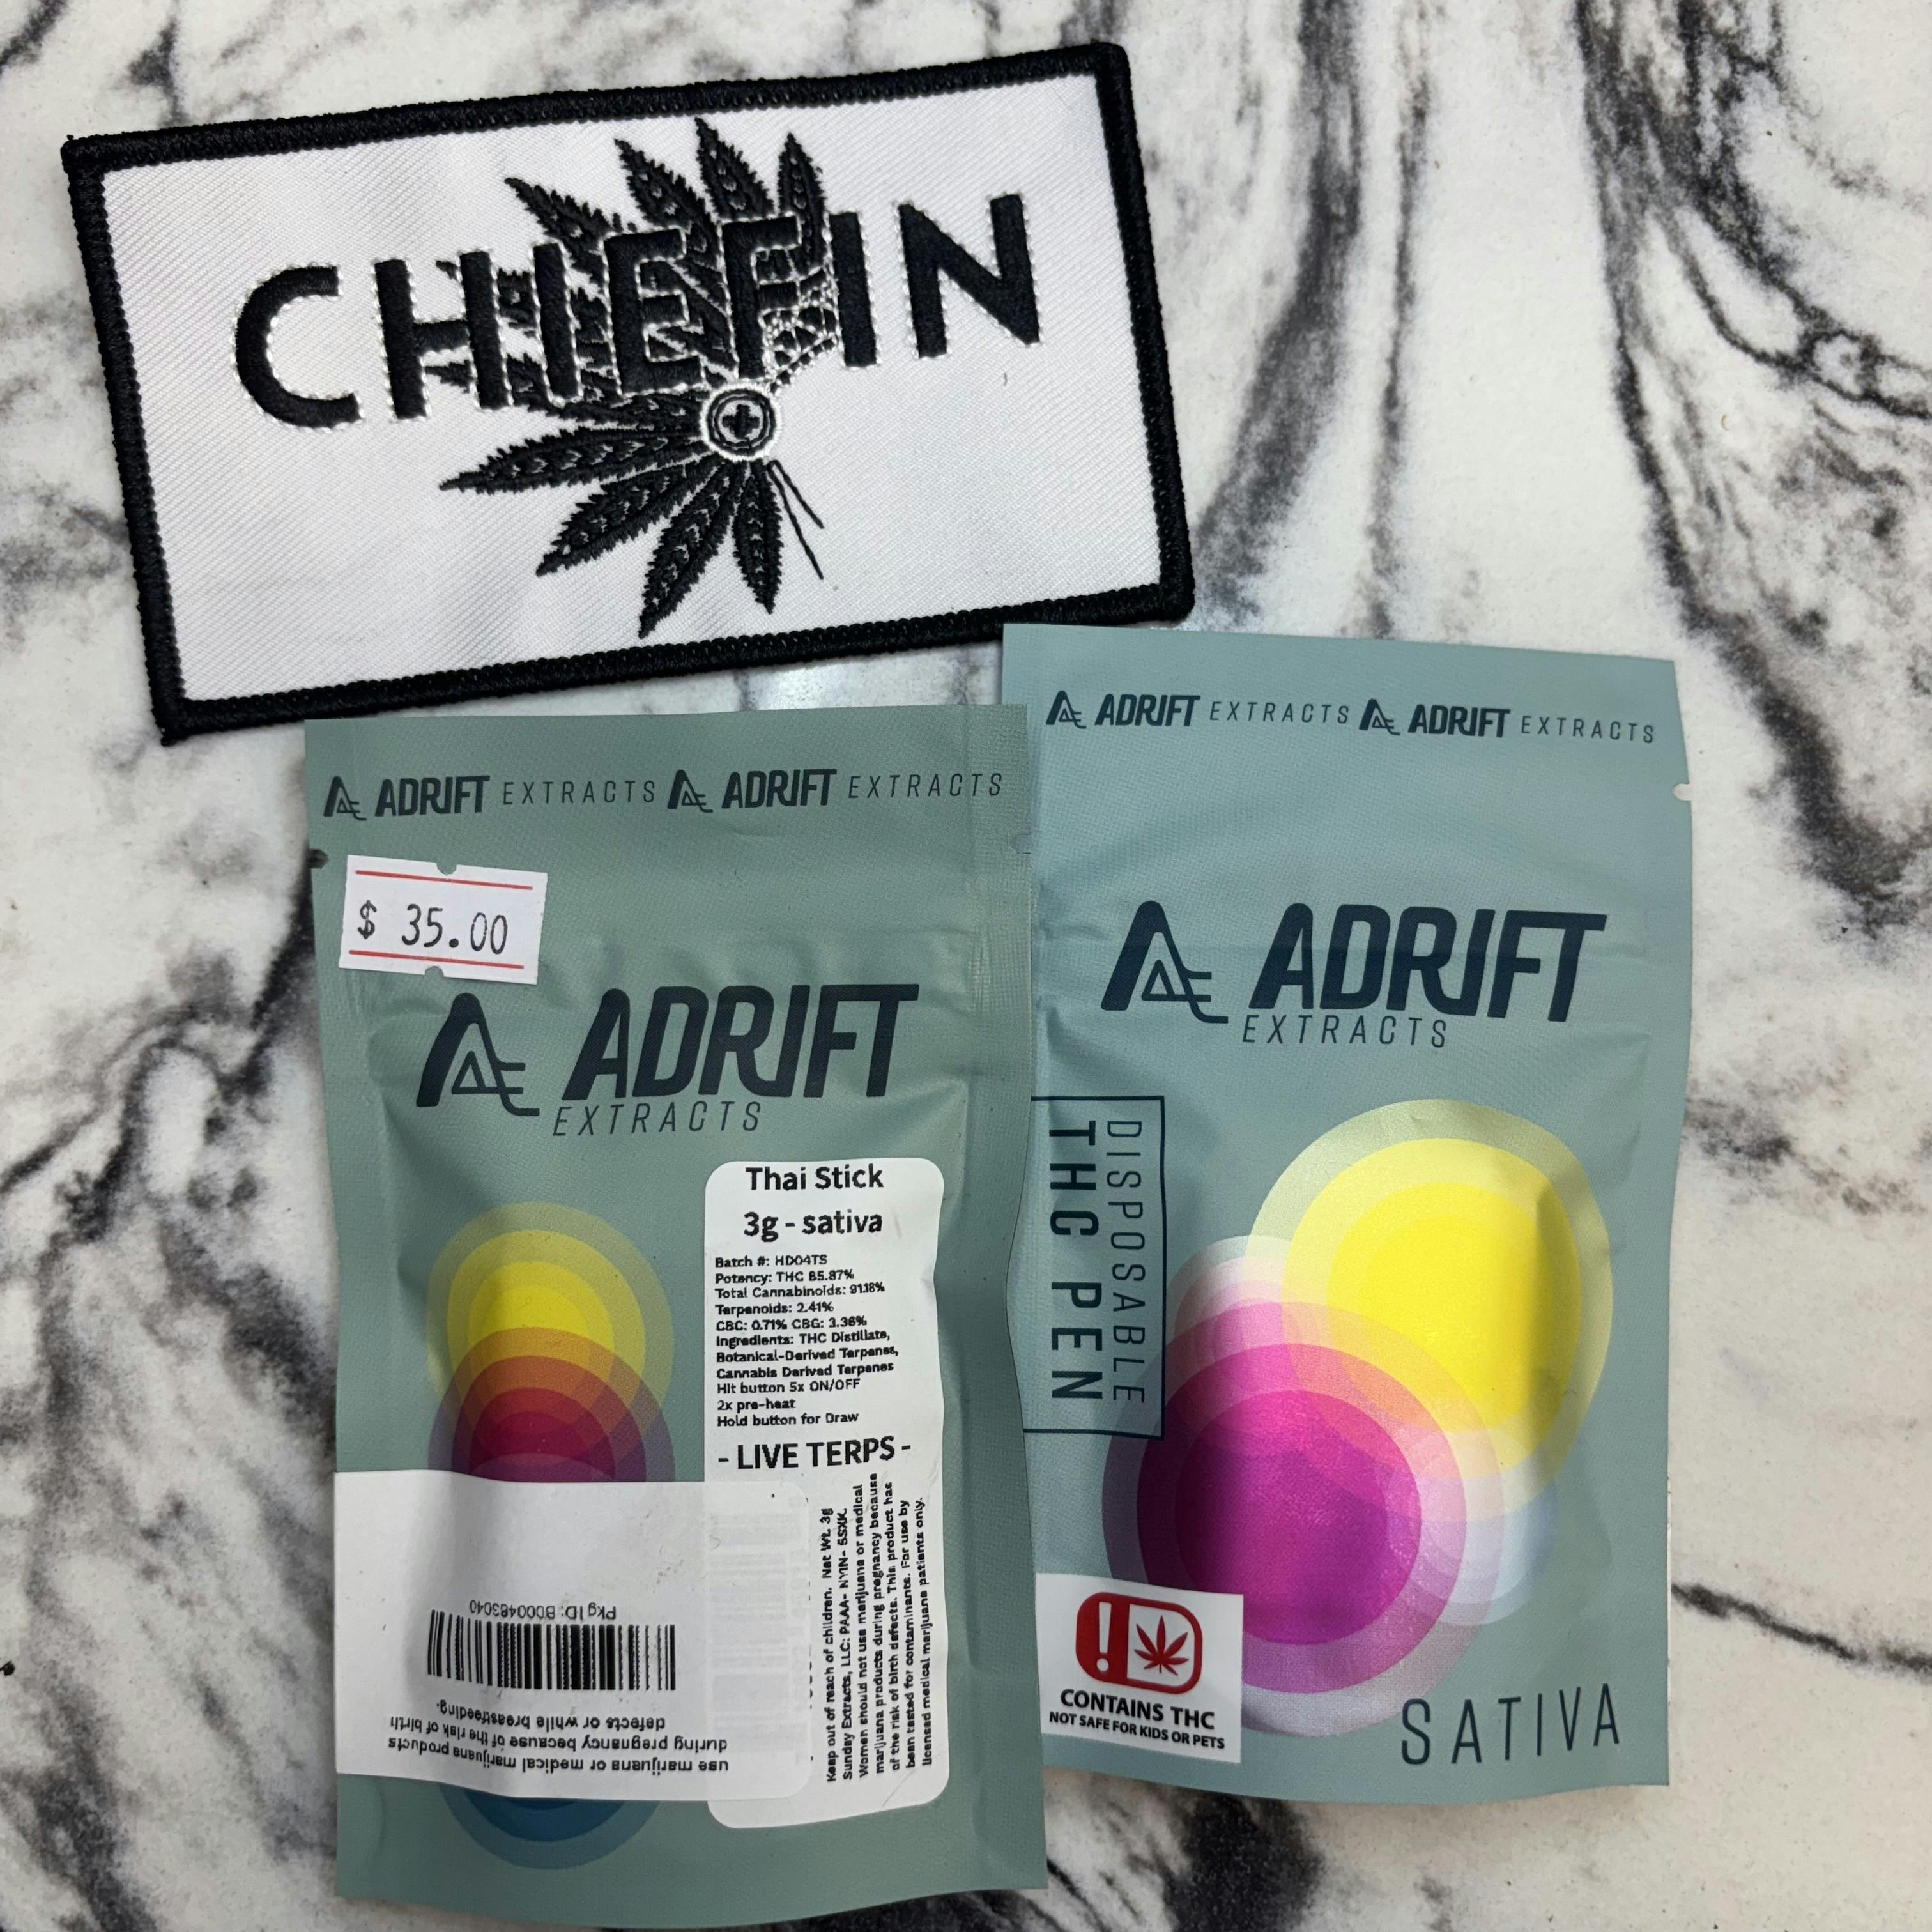 CHIEFIN
ADRIFT EXTRACTS ADRIFT EXTRACTS
$ 35.00
ADRIFT
EXTRACTS
Thai Stick
3g - sativa
Batch #: HD04TS
Potency: THC 85.87%
Total Cannabinoids: 91.18%
Terpenoids: 2.41%
CBC: 0.71% CBG: 3.36%
Ingredients: THC Distillate,
Botanical-Derived Terpenes,
Cannabis Derived Terpenes
Hit button 5x ON/OFF
2x pre-heat
Hold button for Draw
- LIVE TERPS -
Keep out of reach of children. Net Wt. 3g
Sunday Extracts, LLC: PAAA-
Women should not use marijuana or medical
marijuana products during pregnancy because
of the risk of birth defects. This product has
been tested for contaminants. For use by
licensed medical marijuana patients only.
use marijuana or medical marijuana products
during pregnancy because of the risk of birth
defects or while breastfeeding.
Pkg ID: B000483040
ADRIFT EXTRACTS ADRIFT EXTRACTS
ADRIFT
EXTRACTS
DISPOSABLE
THC PEN
CONTAINS THC
NOT SAFE FOR KIDS OR PETS
SATIVA